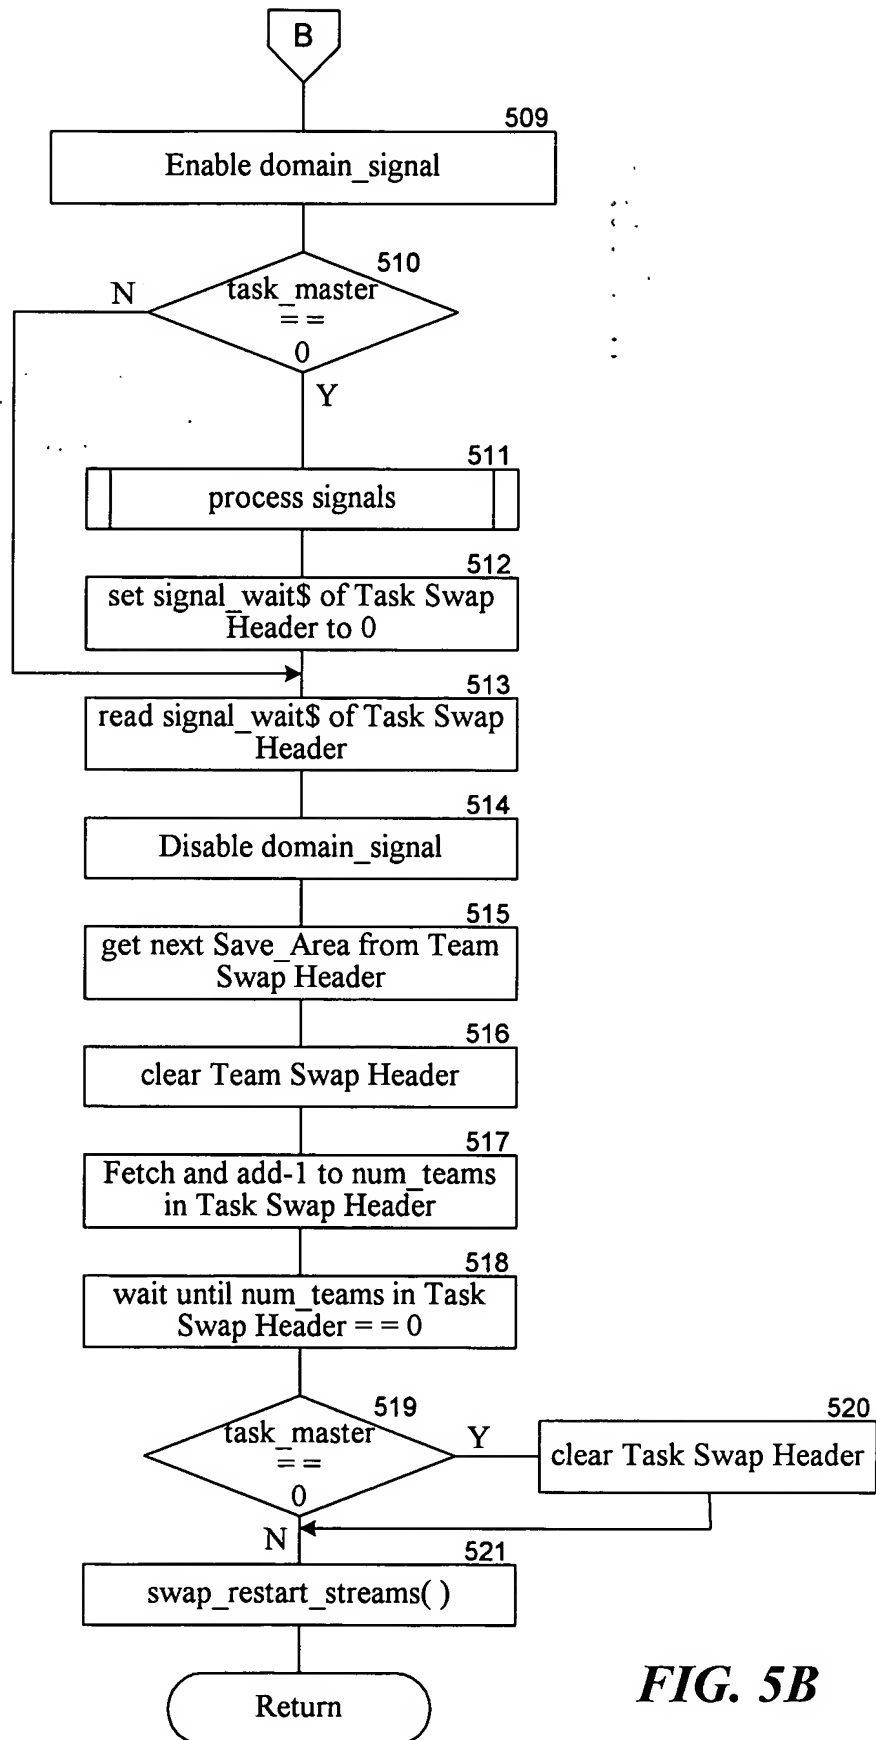 B
509
Enable domain_signal
510
N
task_master
= =
0
Y
511
process signals
512
set signal_wait$ of Task Swap
Header to 0
513
read signal_wait$ of Task Swap
Header
514
Disable domain_signal
515
get next Save_Area from Team
Swap Header
516
clear Team Swap Header
517
Fetch and add-1 to num_teams
in Task Swap Header
518
wait until num_teams in Task
Swap Header = = 0
519
task_master
= =
0
Y
520
clear Task Swap Header
N
521
swap_restart_streams( )
Return
FIG. 5B